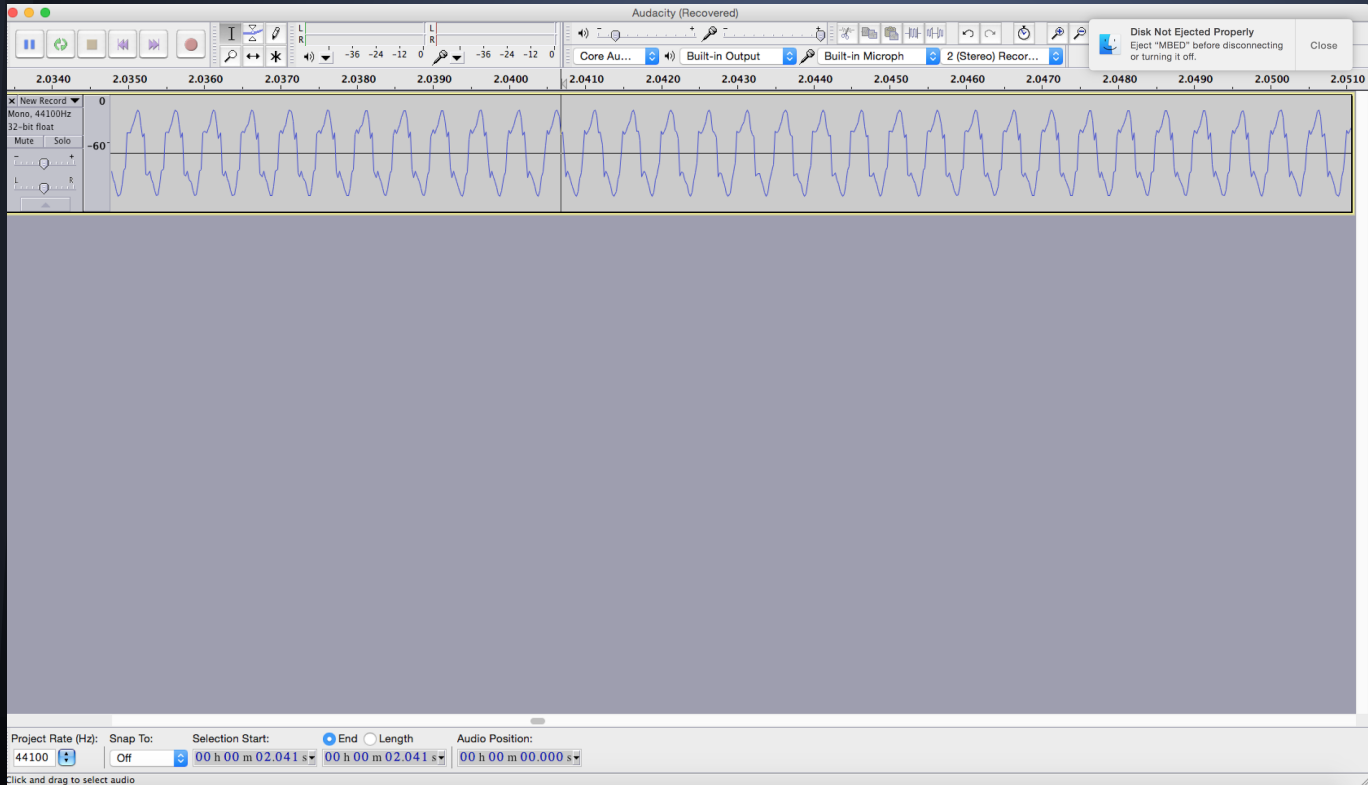 Audacity (Recovered)
L
R
L
R
-36 -24 -12 0
-36 -24 -12 0
Core Au...
Built-in Output
Built-in Microph
2 (Stereo) Recor...
Disk Not Ejected Properly
Eject "MBED" before disconnecting
or turning it off.
Close
2.0340 2.0350 2.0360 2.0370 2.0380 2.0390 2.0400 2.0410 2.0420 2.0430 2.0440 2.0450 2.0460 2.0470 2.0480 2.0490 2.0500 2.0510
New Record
Mono, 44100Hz
32-bit float
Mute Solo
- +
L R
0
-60
Project Rate (Hz): Snap To: Selection Start: End Length Audio Position:
44100 Off 00 h 00 m 02.041 s 00 h 00 m 02.041 s 00 h 00 m 00.000 s
Click and drag to select audio